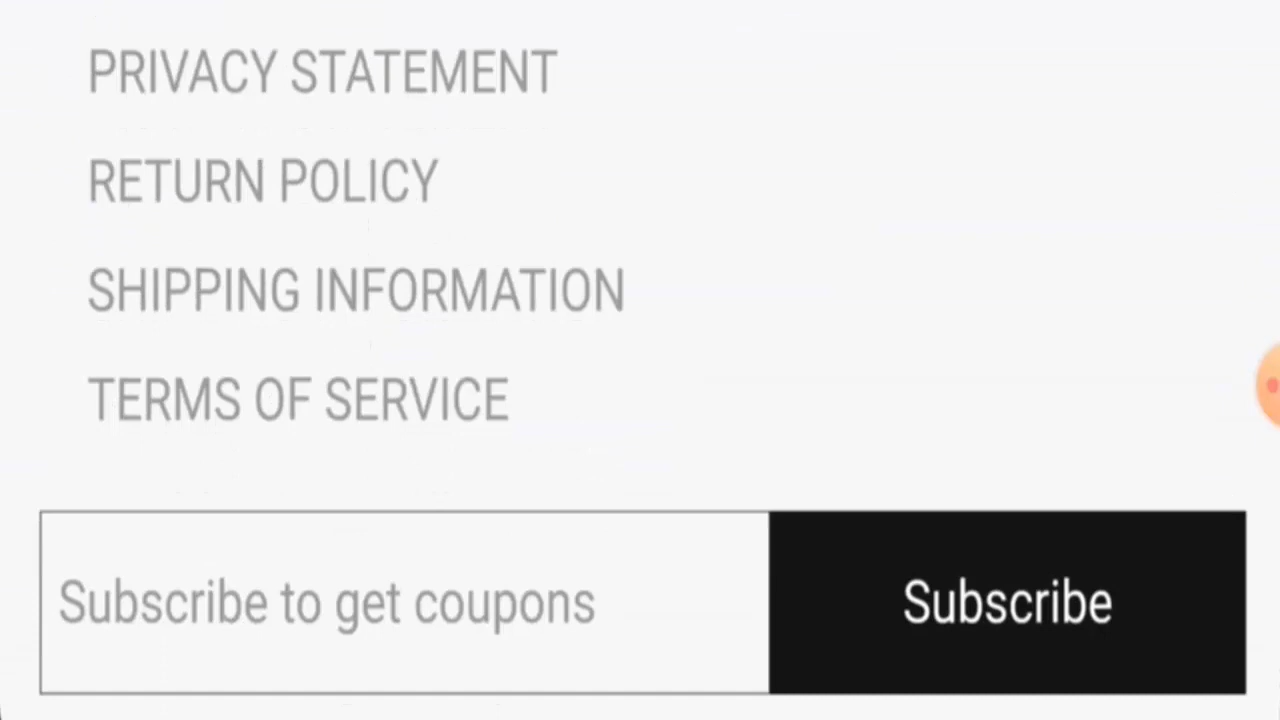 PRIVACY STATEMENT
RETURN POLICY
SHIPPING INFORMATION
TERMS OF SERVICE
Subscribe to get coupons
Subscribe